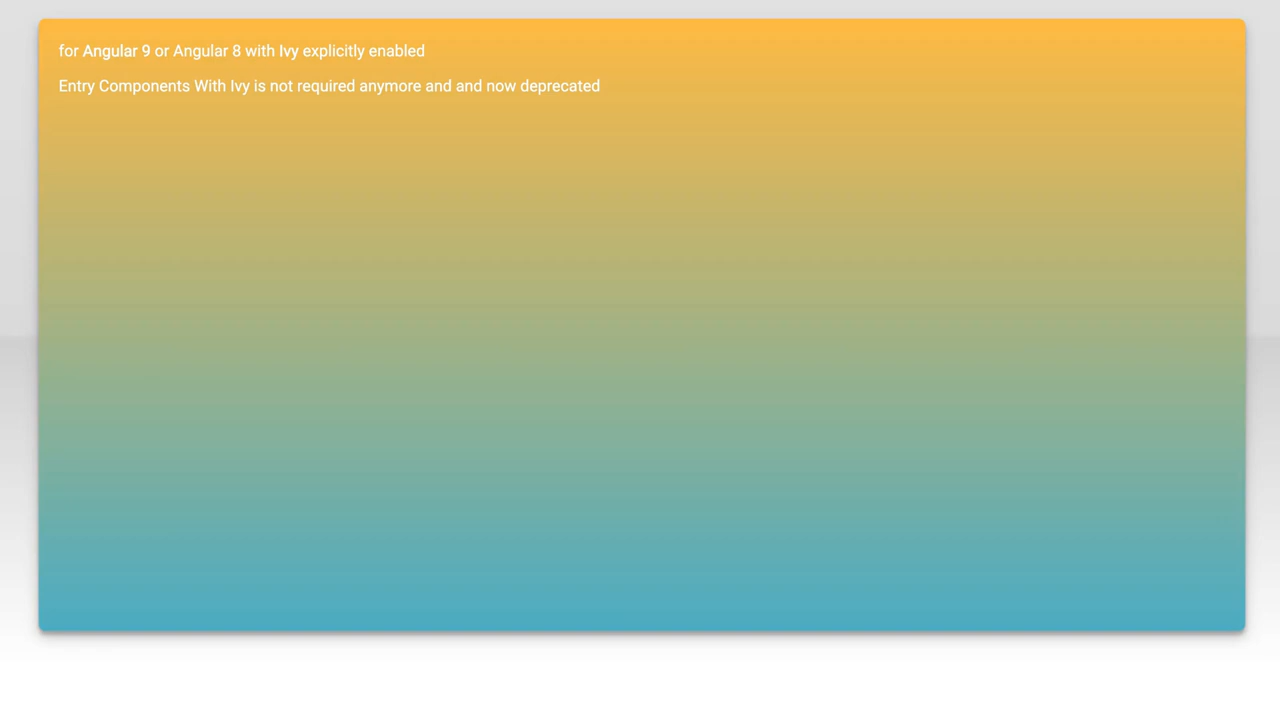 for Angular 9 or Angular 8 with Ivy explicitly enabled
Entry Components With Ivy is not required anymore and and now deprecated